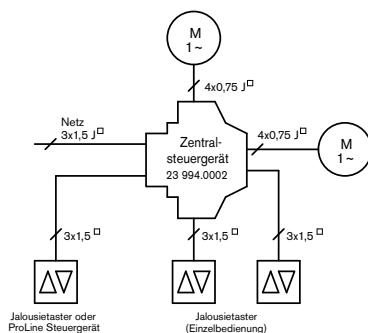 M
1~
4x0,75 J□
Netz
3x1,5 J□
Zentral-
steuergerät
23 994.0002
4x0,75 J□
M
1~
3x1,5 □
3x1,5 □
3x1,5 □
Jalousietaster oder
ProLine Steuergerät
Jalousietaster
(Einzelbedienung)